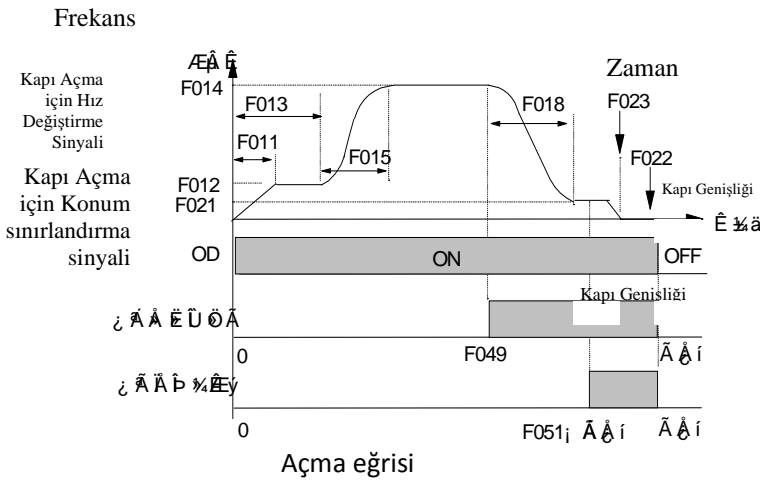 Frekans
Zaman
Kapı Açma
için Hız
Değiştirme
Sinyali
F014
F013
F011
F015
F018
F023
F022
Kapı Açma
için Konum
sınırlandırma
sinyali
F012
F021
Kapı Genişliği
OD
ON
OFF
Kapı Genişliği
0
F049
0
F051
Açma eğrisi